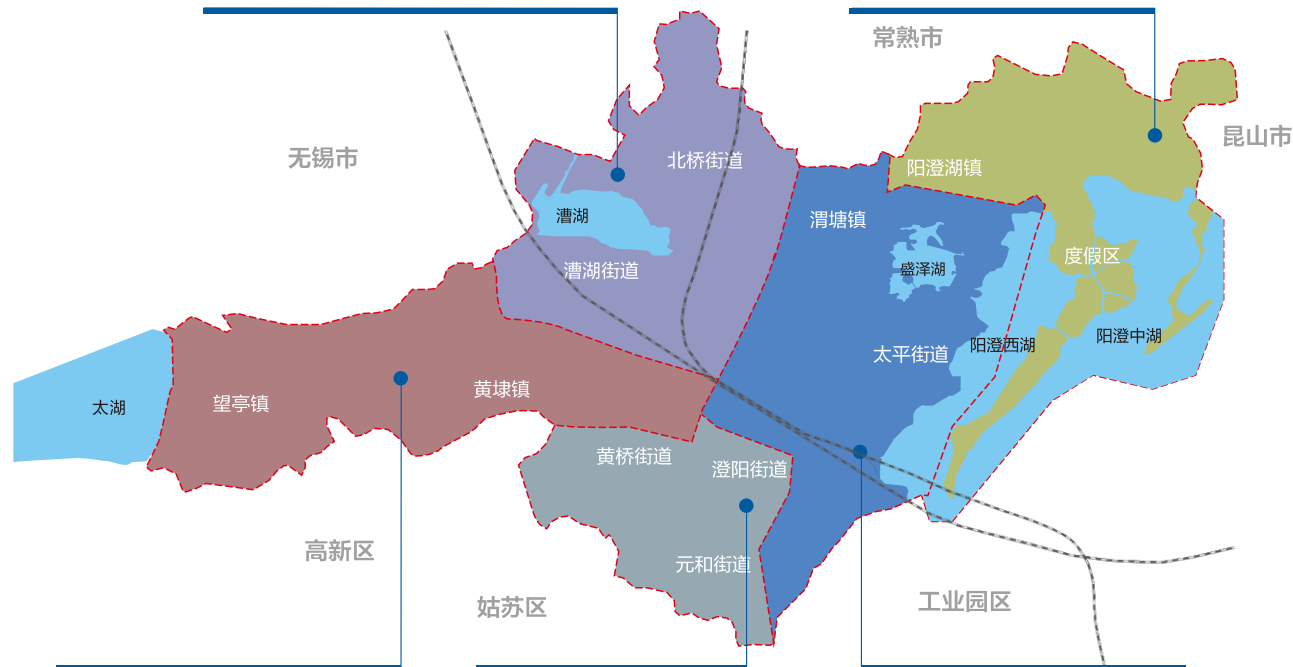 常熟市
昆山市
无锡市
北桥街道
阳澄湖镇
漕湖
渭塘镇
度假区
漕湖街道
盛泽湖
阳澄中湖
阳澄西湖
太平街道
黄埭镇
望亭镇
太湖
黄桥街道
澄阳街道
高新区
元和街道
姑苏区
工业园区